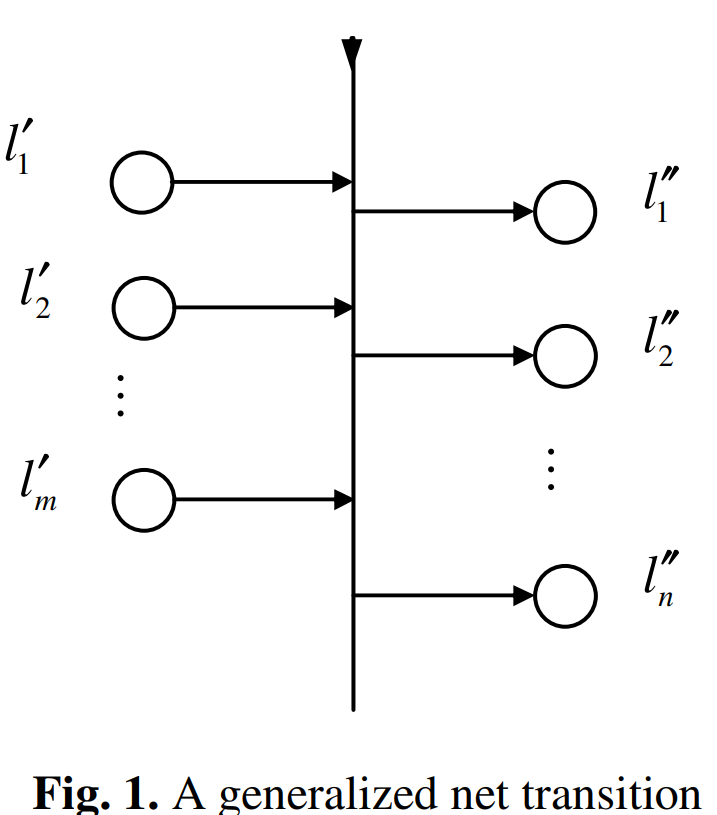 l′₁
l″₁
l′₂
l″₂
⋮
⋮
l′ₘ
l″ₙ
Fig. 1. A generalized net transition